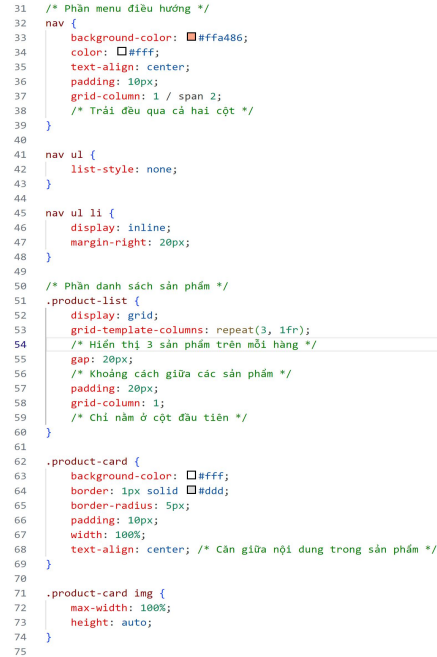 31 /* Phần menu điều hướng */
32 nav {
33 background-color: #ffa486;
34 color: #fff;
35 text-align: center;
36 padding: 10px;
37 grid-column: 1 / span 2;
38 /* Trải đều qua cả hai cột */
39 }
40
41 nav ul {
42 list-style: none;
43 }
44
45 nav ul li {
46 display: inline;
47 margin-right: 20px;
48 }
49
50 /* Phần danh sách sản phẩm */
51 .product-list {
52 display: grid;
53 grid-template-columns: repeat(3, 1fr);
54 /* Hiển thị 3 sản phẩm trên mỗi hàng */
55 gap: 20px;
56 /* Khoảng cách giữa các sản phẩm */
57 padding: 20px;
58 grid-column: 1;
59 /* Chỉ nằm ở cột đầu tiên */
60 }
61
62 .product-card {
63 background-color: #fff;
64 border: 1px solid #ddd;
65 border-radius: 5px;
66 padding: 10px;
67 width: 100%;
68 text-align: center; /* Căn giữa nội dung trong sản phẩm */
69 }
70
71 .product-card img {
72 max-width: 100%;
73 height: auto;
74 }
75